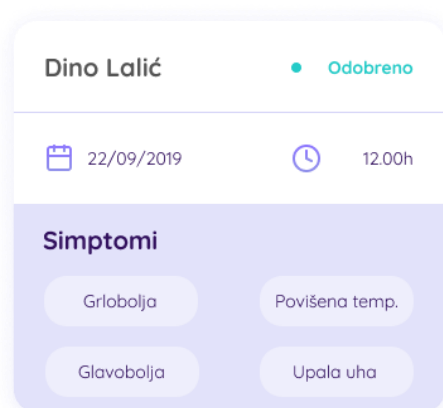 Dino Lalić
Odobreno
22/09/2019
12.00h
Simptomi
Grlobolja
Povišena temp.
Glavobolja
Upala uha